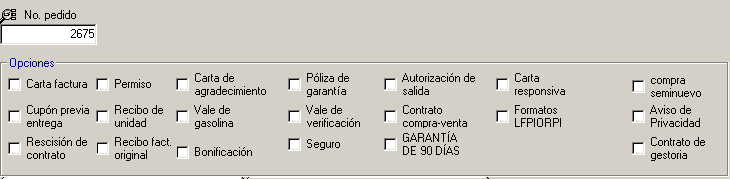 No. pedido
2675
Opciones
Carta factura
Permiso
Carta de
agradecimiento
Póliza de
garantía
Autorización de
salida
Carta
responsiva
compra
seminuevo
Cupón previa
entrega
Recibo de
unidad
Vale de
gasolina
Vale de
verificación
Contrato
compra-venta
Formatos
LFPIORPI
Aviso de
Privacidad
Rescisión de
contrato
Recibo fact.
original
Bonificación
Seguro
GARANTÍA
DE 90 DÍAS
Contrato de
gestoria